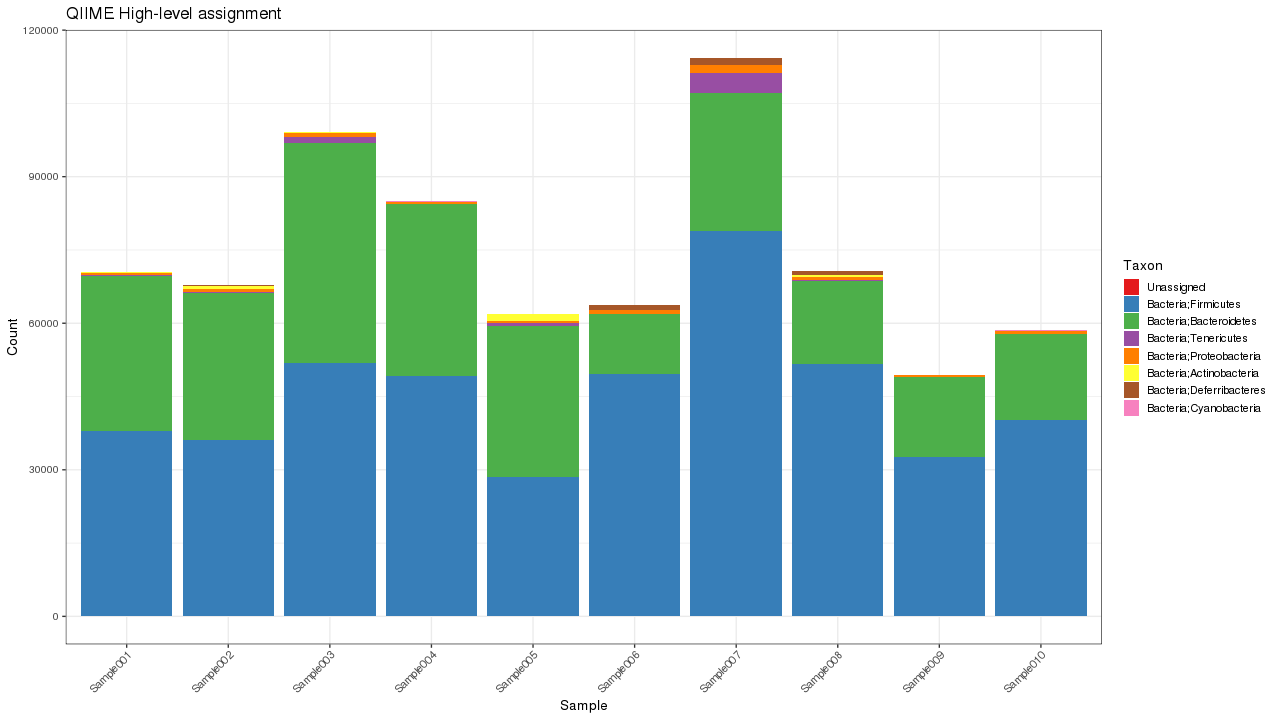 QIIME High-level assignment
120000
90000
60000
30000
0
Count
Sample001
Sample002
Sample003
Sample004
Sample005
Sample006
Sample007
Sample008
Sample009
Sample010
Sample
Taxon
Unassigned
Bacteria;Firmicutes
Bacteria;Bacteroidetes
Bacteria;Tenericutes
Bacteria;Proteobacteria
Bacteria;Actinobacteria
Bacteria;Deferribacteres
Bacteria;Cyanobacteria